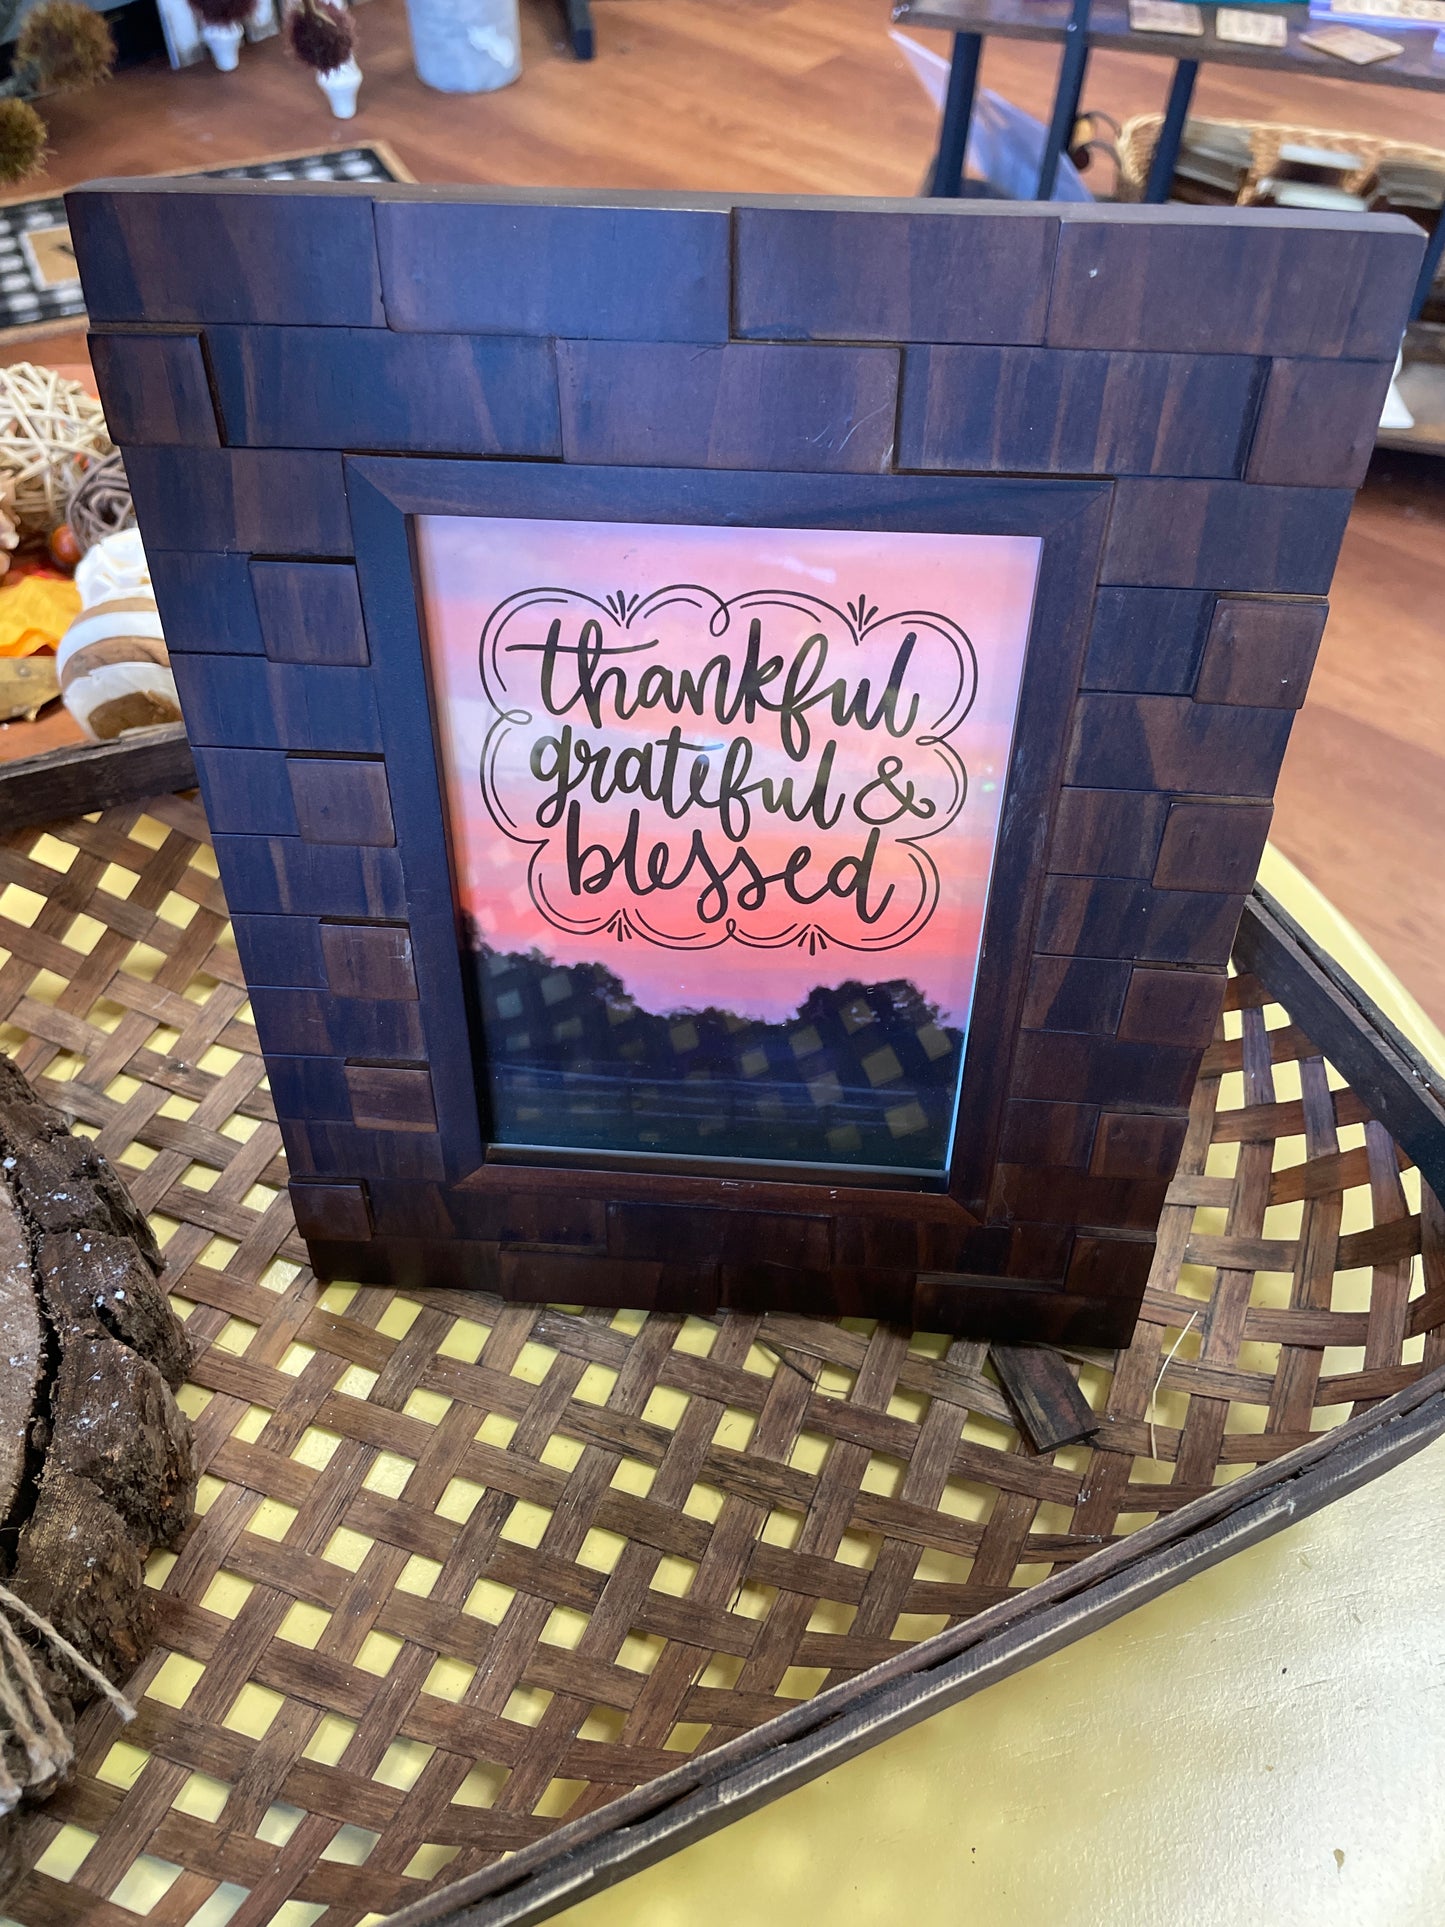 thankful
grateful &
blessed